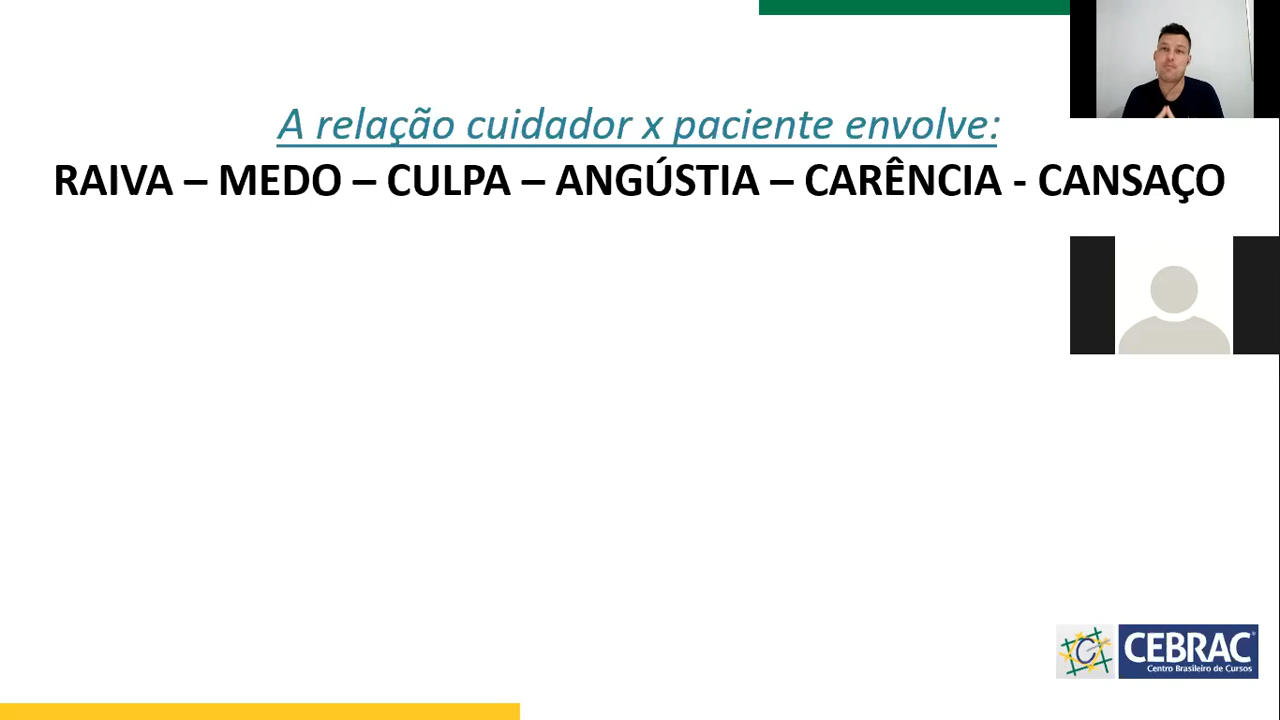 A relação cuidador x paciente envolve:
RAIVA – MEDO – CULPA – ANGÚSTIA – CARÊNCIA - CANSAÇO
CEBRAC®
Centro Brasileiro de Cursos